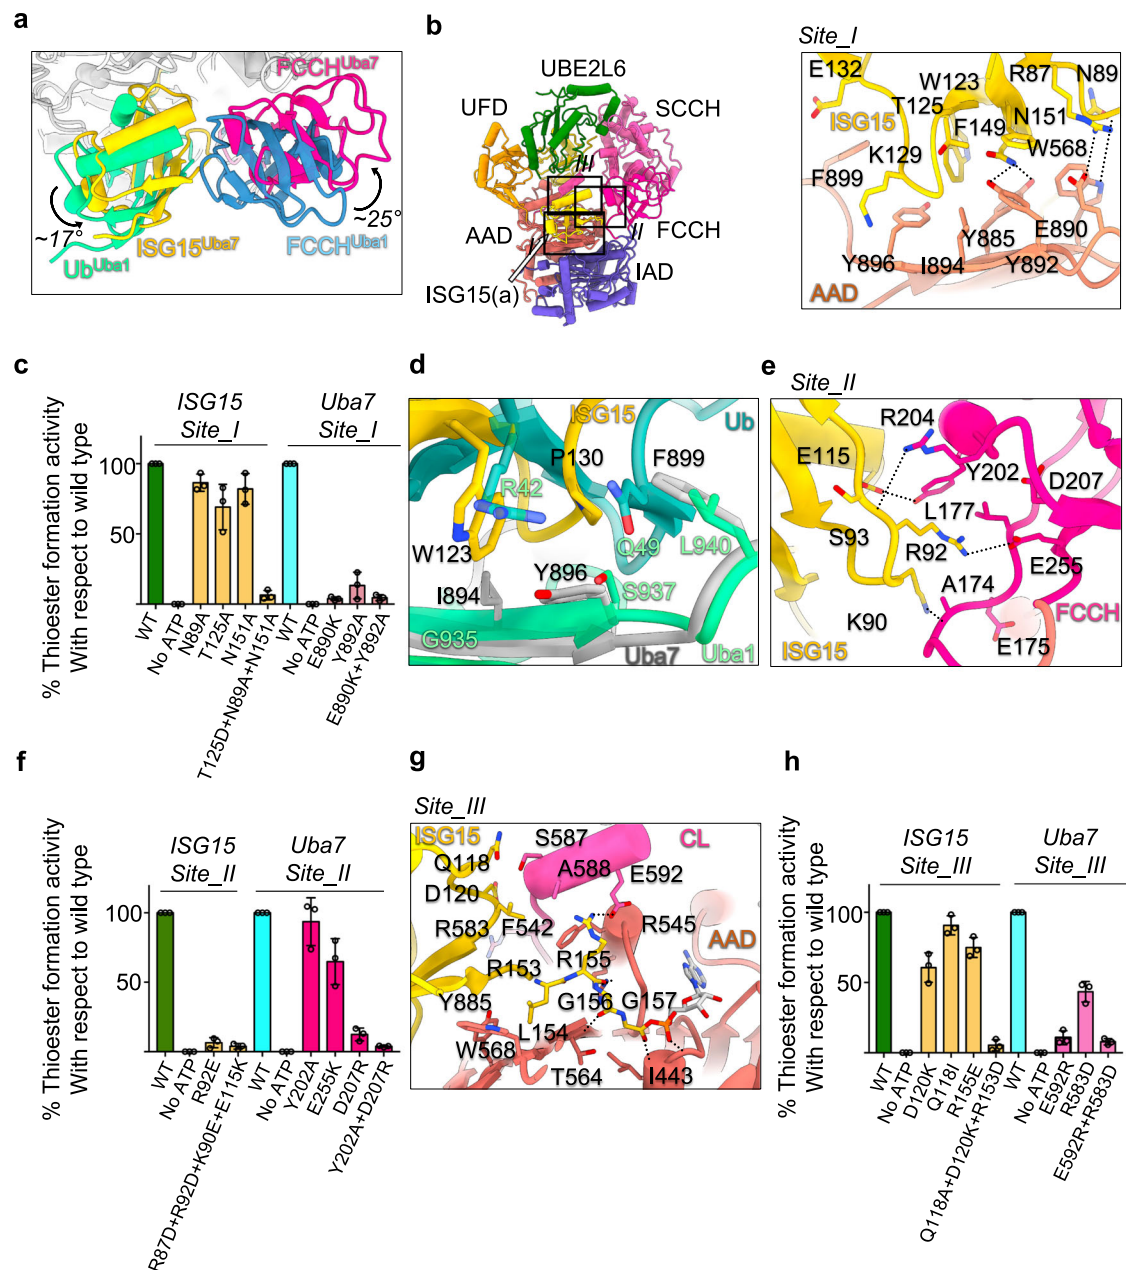 a
FCCH^Uba7
~17°
~25°
ISG15^Uba7
FCCH^Uba1
Ub^Uba1
b
UBE2L6
UFD
SCCH
III
AAD
II
FCCH
I
IAD
ISG15(a)
Site_I
E132
W123
R87
N89
T125
N151
ISG15
F149
W568
K129
F899
Y885
E890
Y896
I894
Y892
AAD
c
ISG15 Uba7
Site_I Site_I
% Thioester formation activity
With respect to wild type
100
50
WT
No ATP
N89A
T125A
N151A
T125D+N89A+N151A
WT
No ATP
E890K
Y892A
E890K+Y892A
d
ISG15
Ub
P130
F899
R42
W123
Q49
L940
Y896
I894
S937
G935
Uba7
Uba1
e
Site_II
R204
E115
Y202
D207
L177
S93
R92
E255
A174
FCCH
K90
E175
ISG15
f
ISG15 Uba7
Site_II Site_II
% Thioester formation activity
With respect to wild type
100
50
WT
No ATP
R92E
R87D+R92D+K90E+E115K
WT
No ATP
Y202A
E255K
D207R
Y202A+D207R
g
Site_III
ISG15
S587
CL
Q118
A588
E592
D120
R583
F542
R545
AAD
R153
R155
Y885
G156
G157
L154
W568
T564
I443
h
ISG15 Uba7
Site_III Site_III
% Thioester formation activity
With respect to wild type
100
50
WT
No ATP
D120K
Q118I
R155E
Q118A+D120K+R153D
WT
No ATP
E592R
R583D
E592R+R583D